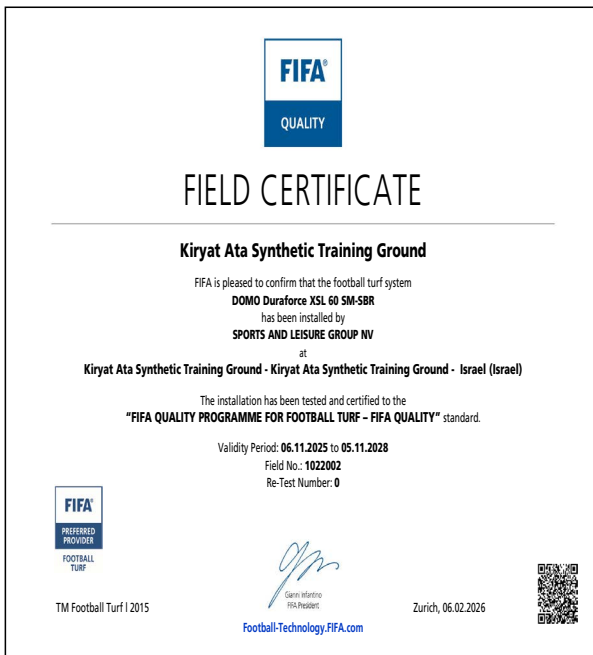 FIFA®
QUALITY
FIELD CERTIFICATE
Kiryat Ata Synthetic Training Ground
FIFA is pleased to confirm that the football turf system
DOMO Duraforce XSL 60 SM-SBR
has been installed by
SPORTS AND LEISURE GROUP NV
at
Kiryat Ata Synthetic Training Ground - Kiryat Ata Synthetic Training Ground - Israel (Israel)
The installation has been tested and certified to the
“FIFA QUALITY PROGRAMME FOR FOOTBALL TURF – FIFA QUALITY” standard.
Validity Period: 06.11.2025 to 05.11.2028
Field No.: 1022002
Re-Test Number: 0
FIFA®
PREFERRED
PROVIDER
FOOTBALL
TURF
TM Football Turf l 2015
Gianni Infantino
FIFA President
Zurich, 06.02.2026
Football-Technology.FIFA.com